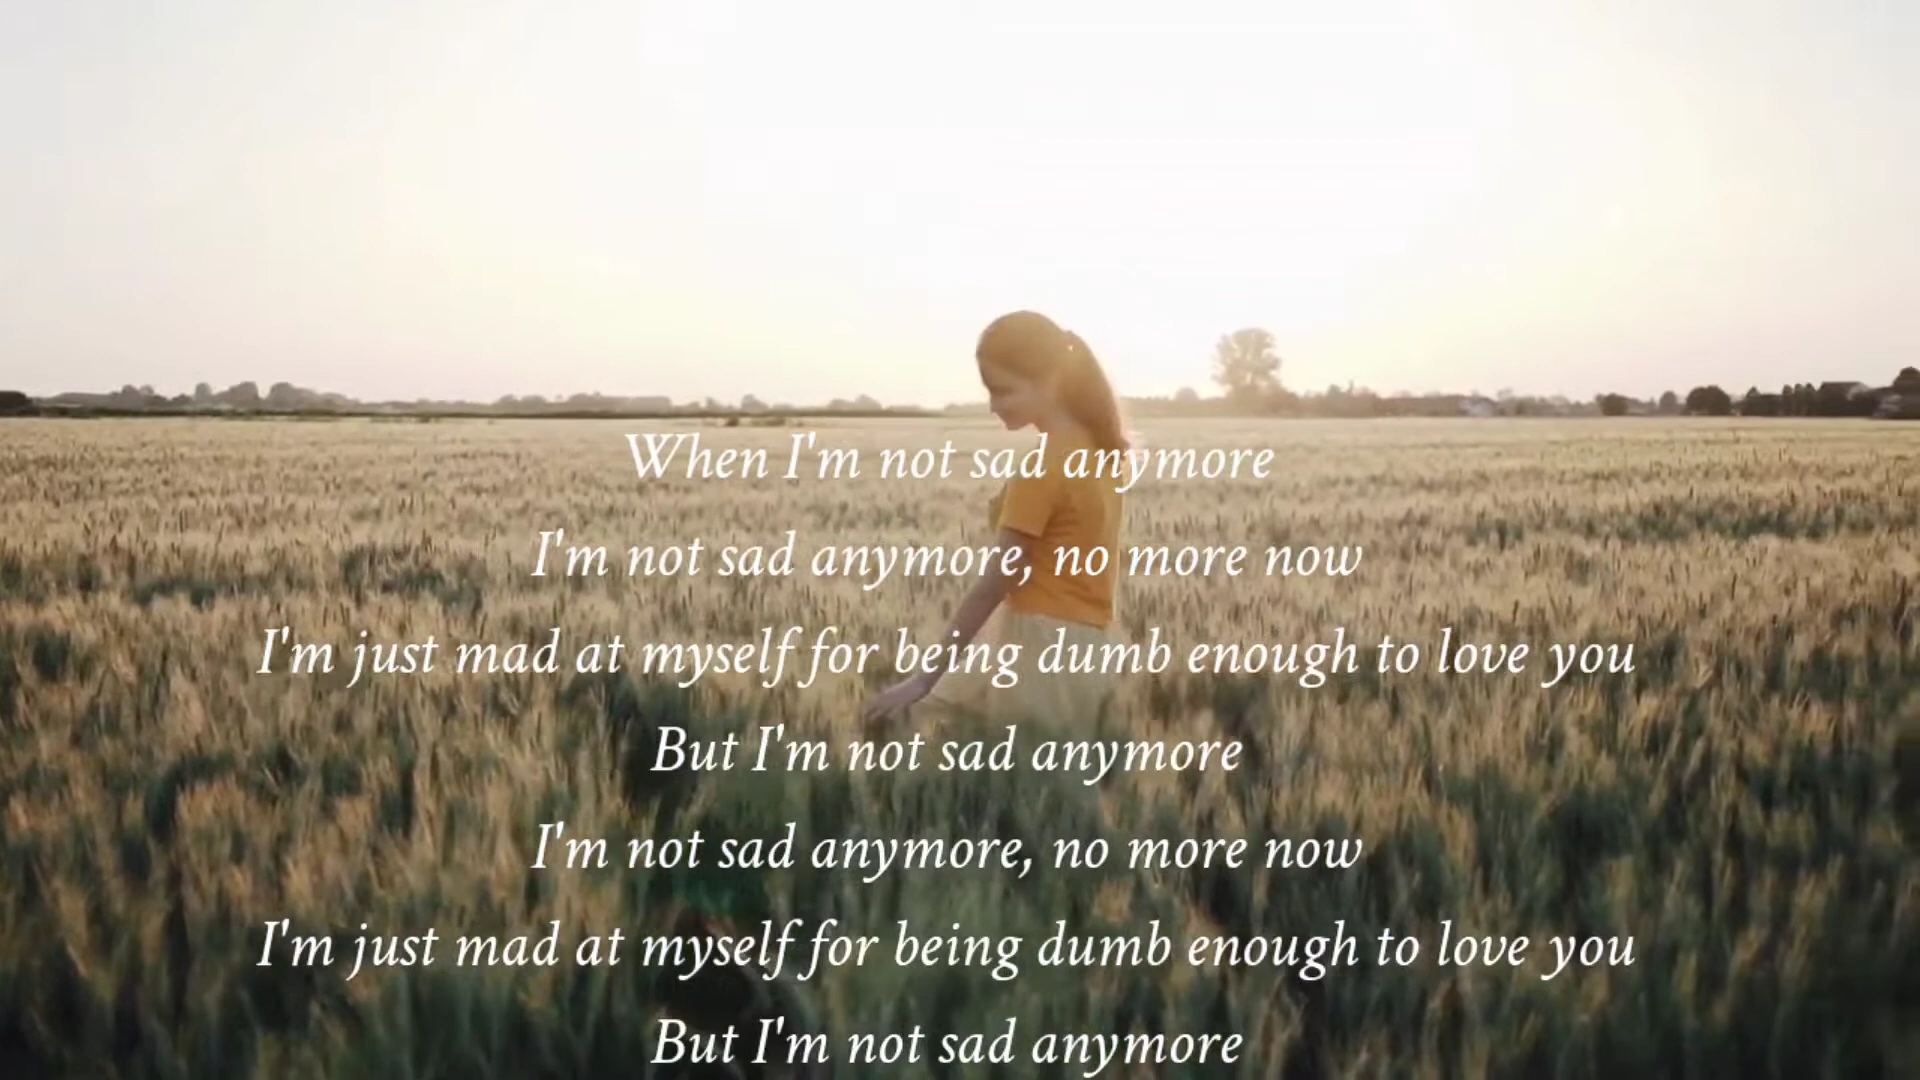 When I'm not sad anymore
I'm not sad anymore, no more now
I'm just mad at myself for being dumb enough to love you
But I'm not sad anymore
I'm not sad anymore, no more now
I'm just mad at myself for being dumb enough to love you
But I'm not sad anymore